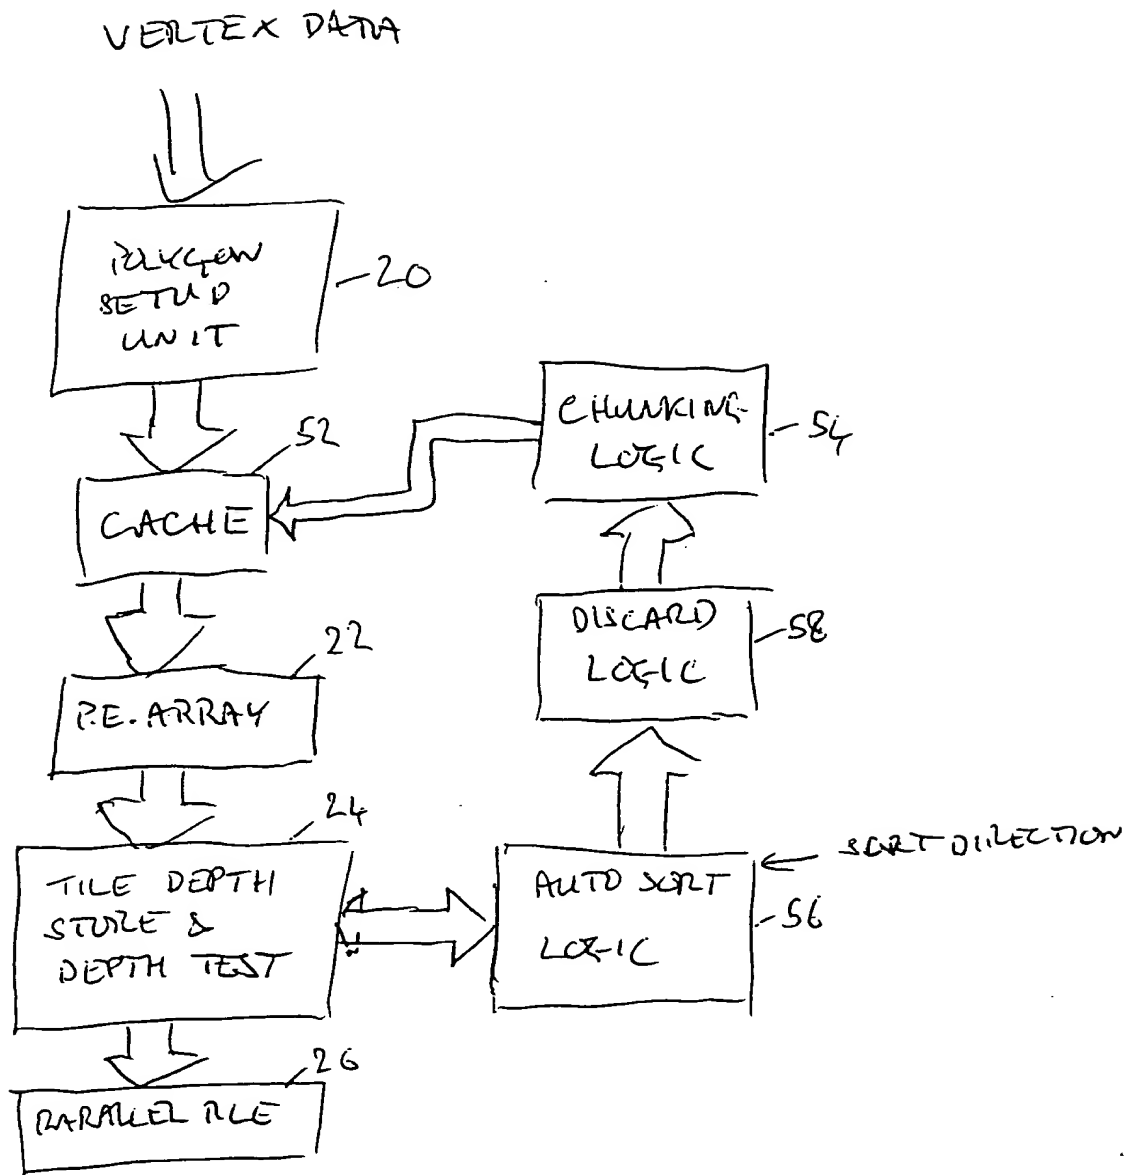 VERTEX DATA
POLYGON
SETUP
UNIT
20
52
CACHE
CHUNKING
LOGIC
54
22
P.E. ARRAY
DISCARD
LOGIC
58
24
TILE DEPTH
STORE &
DEPTH TEST
AUTO SORT
LOGIC
SORT DIRECTION
56
26
PARALLEL RLE